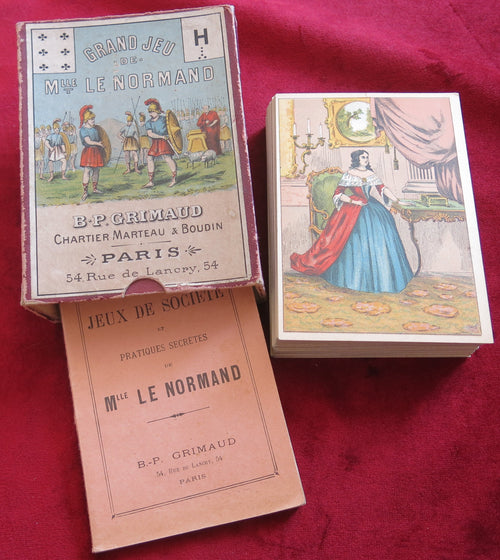 GRAND JEU
DE
Mlle LE NORMAND
H
B-P. GRIMAUD
CHARTIER MARTEAU & BOUDIN
PARIS
54, Rue de Lancry, 54
JEUX DE SOCIÉTÉ
ET
PRATIQUES SECRÈTES
DE
MLLE LE NORMAND
B.-P. GRIMAUD
54, RUE DE LANCRY, 54
PARIS